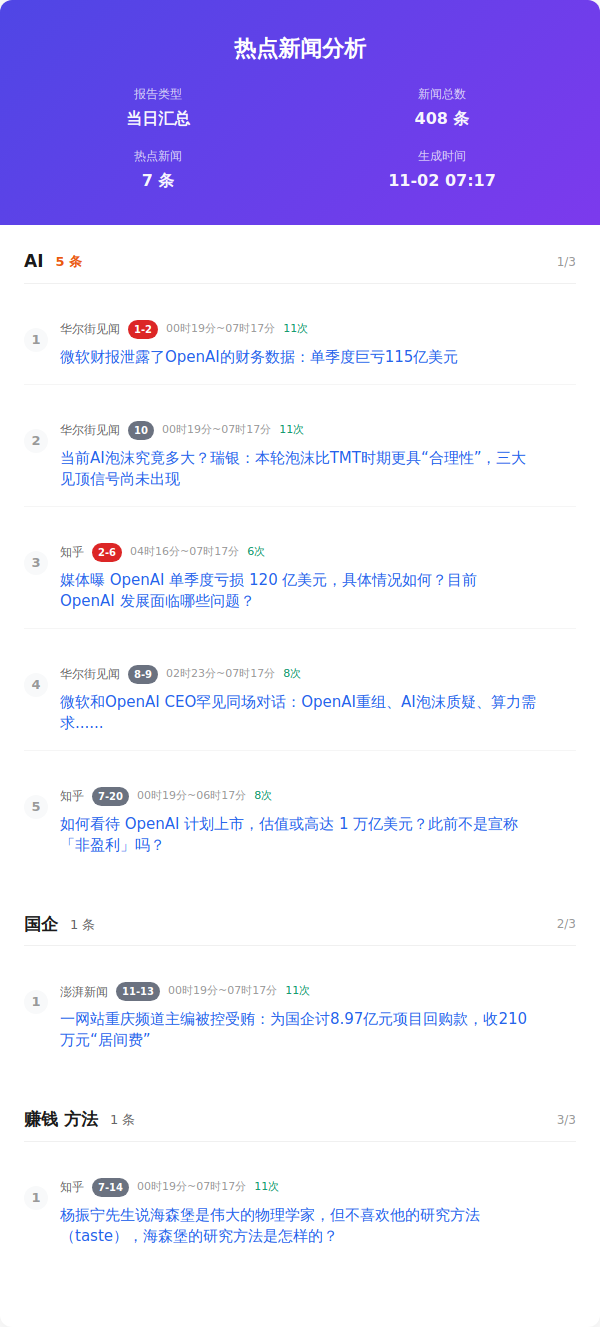 热点新闻分析
报告类型
新闻总数
当日汇总
408 条
热点新闻
生成时间
7 条
11-02 07:17
AI 5 条 1/3
1
华尔街见闻 1-2 00时19分~07时17分 11次
微软财报泄露了OpenAI的财务数据：单季度巨亏115亿美元
2
华尔街见闻 10 00时19分~07时17分 11次
当前AI泡沫究竟多大？瑞银：本轮泡沫比TMT时期更具“合理性”，三大
见顶信号尚未出现
3
知乎 2-6 04时16分~07时17分 6次
媒体曝 OpenAI 单季度亏损 120 亿美元，具体情况如何？目前
OpenAI 发展面临哪些问题？
4
华尔街见闻 8-9 02时23分~07时17分 8次
微软和OpenAI CEO罕见同场对话：OpenAI重组、AI泡沫质疑、算力需
求……
5
知乎 7-20 00时19分~06时17分 8次
如何看待 OpenAI 计划上市，估值或高达 1 万亿美元？此前不是宣称
「非盈利」吗？
国企 1 条 2/3
1
澎湃新闻 11-13 00时19分~07时17分 11次
一网站重庆频道主编被控受贿：为国企讨8.97亿元项目回购款，收210
万元“居间费”
赚钱 方法 1 条 3/3
1
知乎 7-14 00时19分~07时17分 11次
杨振宁先生说海森堡是伟大的物理学家，但不喜欢他的研究方法
（taste），海森堡的研究方法是怎样的？